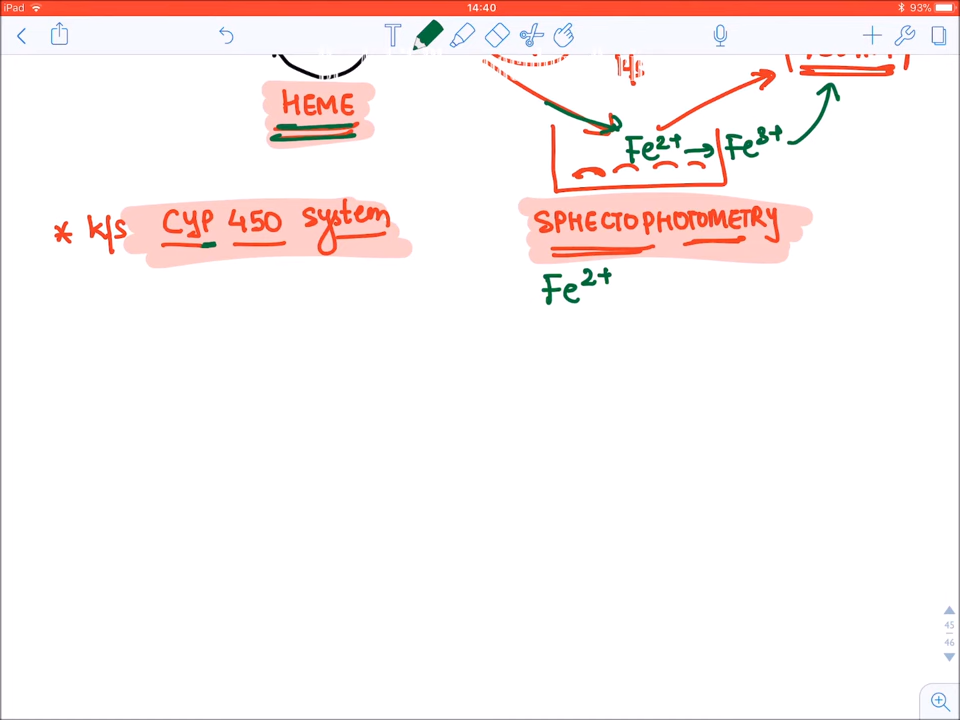 iPad 14:40 93%
T
HEME
Fe2+ → Fe3+
* k/s CYP 450 system
SPHECTOPHOTOMETRY
Fe2+
45
46